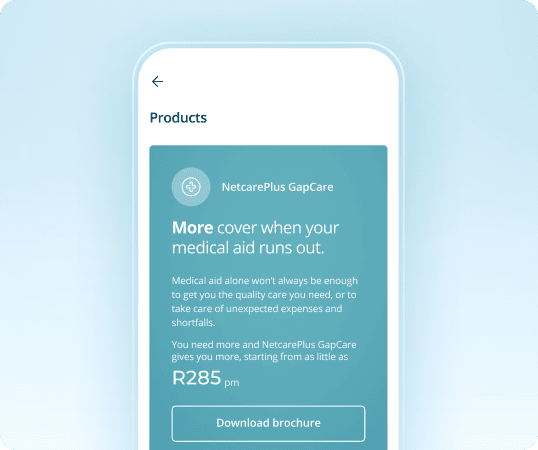 Products
NetcarePlus GapCare
More cover when your
medical aid runs out.
Medical aid alone won't always be enough
to get you the quality care you need, or to
take care of unexpected expenses and
shortfalls.
You need more and NetcarePlus GapCare
gives you more, starting from as little as
R285 pm
Download brochure